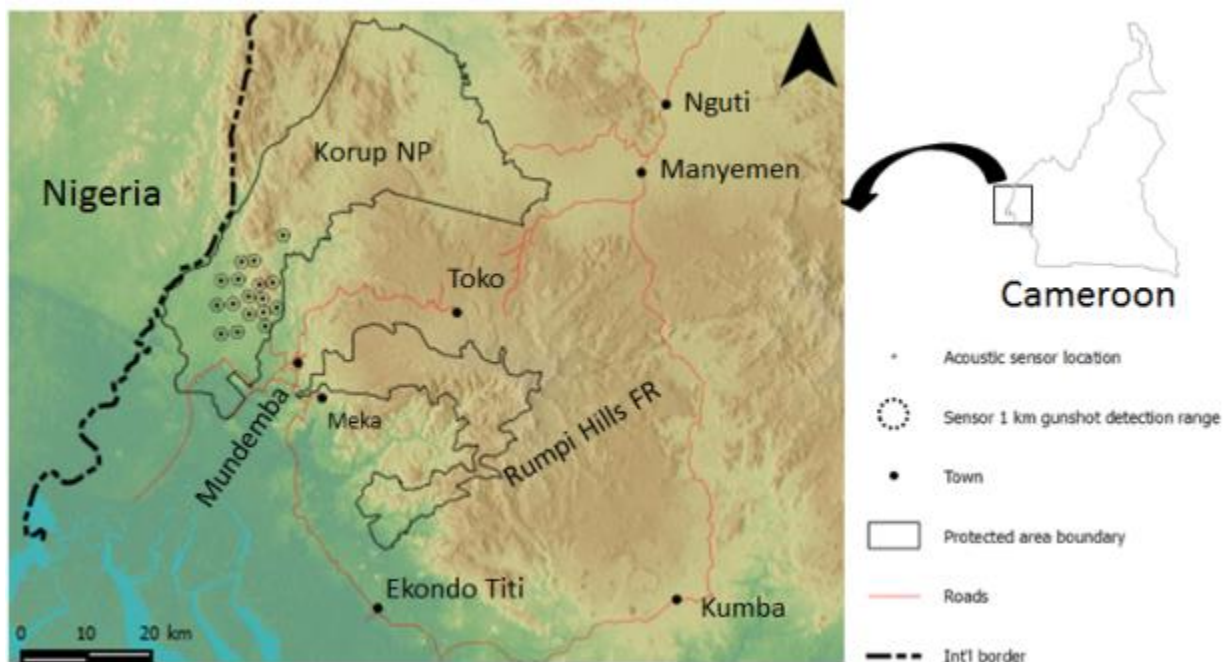 Nguti
Korup NP
Manyemen
Nigeria
Toko
Meka
Mundemba
Rumpi Hills FR
Ekondo Titi
Kumba
0 10 20 km
Cameroon
Acoustic sensor location
Sensor 1 km gunshot detection range
Town
Protected area boundary
Roads
Int'l border